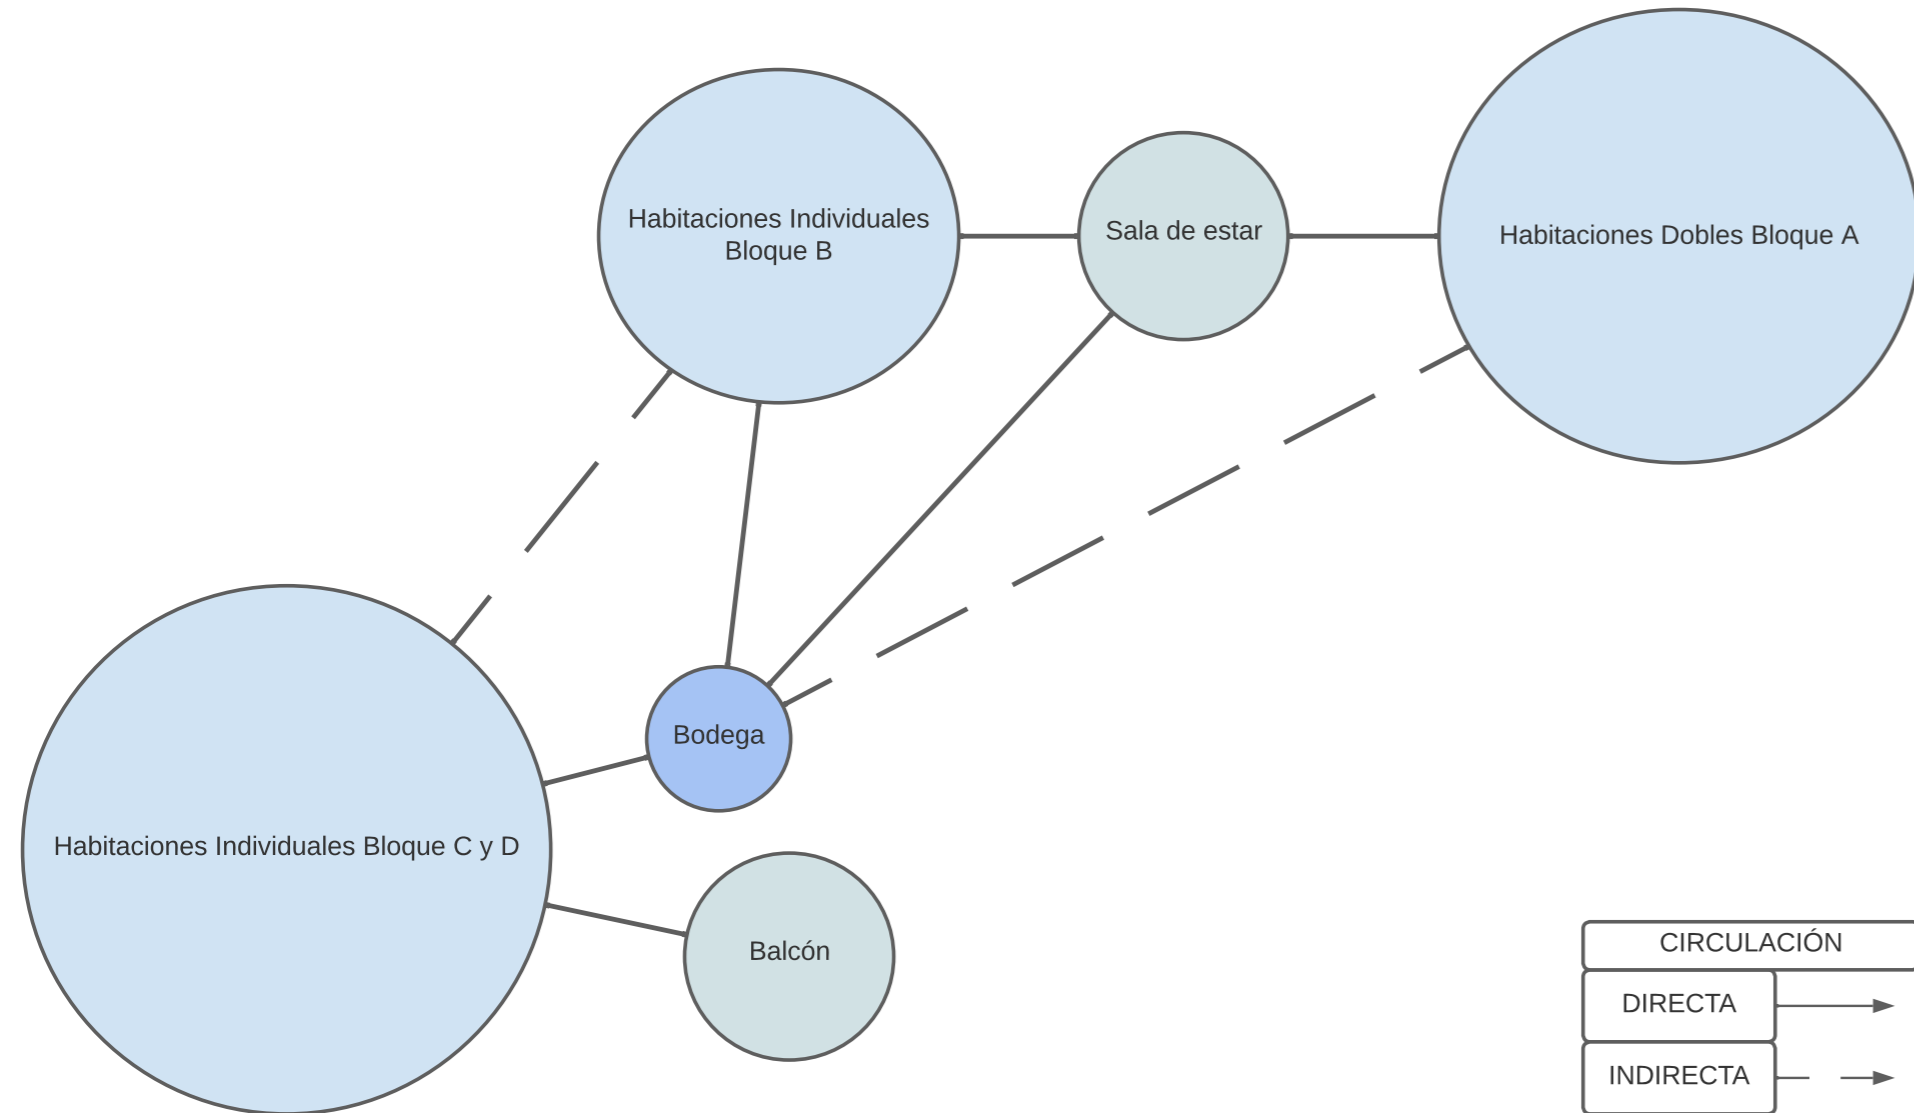 Habitaciones Individuales
Bloque B
Sala de estar
Habitaciones Dobles Bloque A
Bodega
Habitaciones Individuales Bloque C y D
Balcón
CIRCULACIÓN
DIRECTA
INDIRECTA